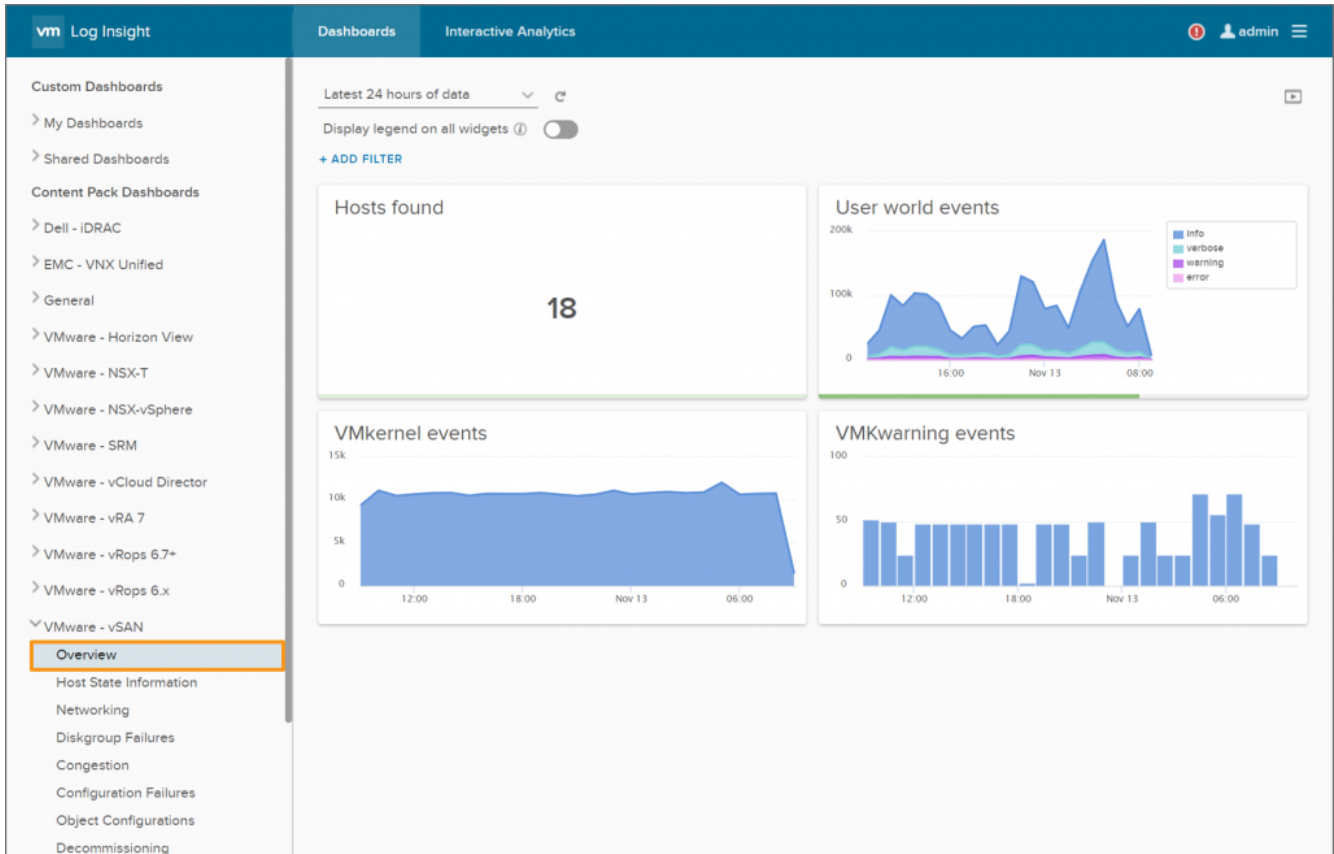 vm Log Insight
Dashboards
Interactive Analytics
admin
Custom Dashboards
My Dashboards
Shared Dashboards
Content Pack Dashboards
Dell - iDRAC
EMC - VNX Unified
General
VMware - Horizon View
VMware - NSX-T
VMware - NSX-vSphere
VMware - SRM
VMware - vCloud Director
VMware - vRA 7
VMware - vRops 6.7+
VMware - vRops 6.x
VMware - vSAN
Overview
Host State Information
Networking
Diskgroup Failures
Congestion
Configuration Failures
Object Configurations
Decommissioning
Latest 24 hours of data
Display legend on all widgets
+ ADD FILTER
Hosts found
18
User world events
200k
100k
0
16:00 Nov 13 08:00
info
verbose
warning
error
VMkernel events
15k
10k
5k
0
12:00 18:00 Nov 13 06:00
VMKwarning events
100
50
0
12:00 18:00 Nov 13 06:00